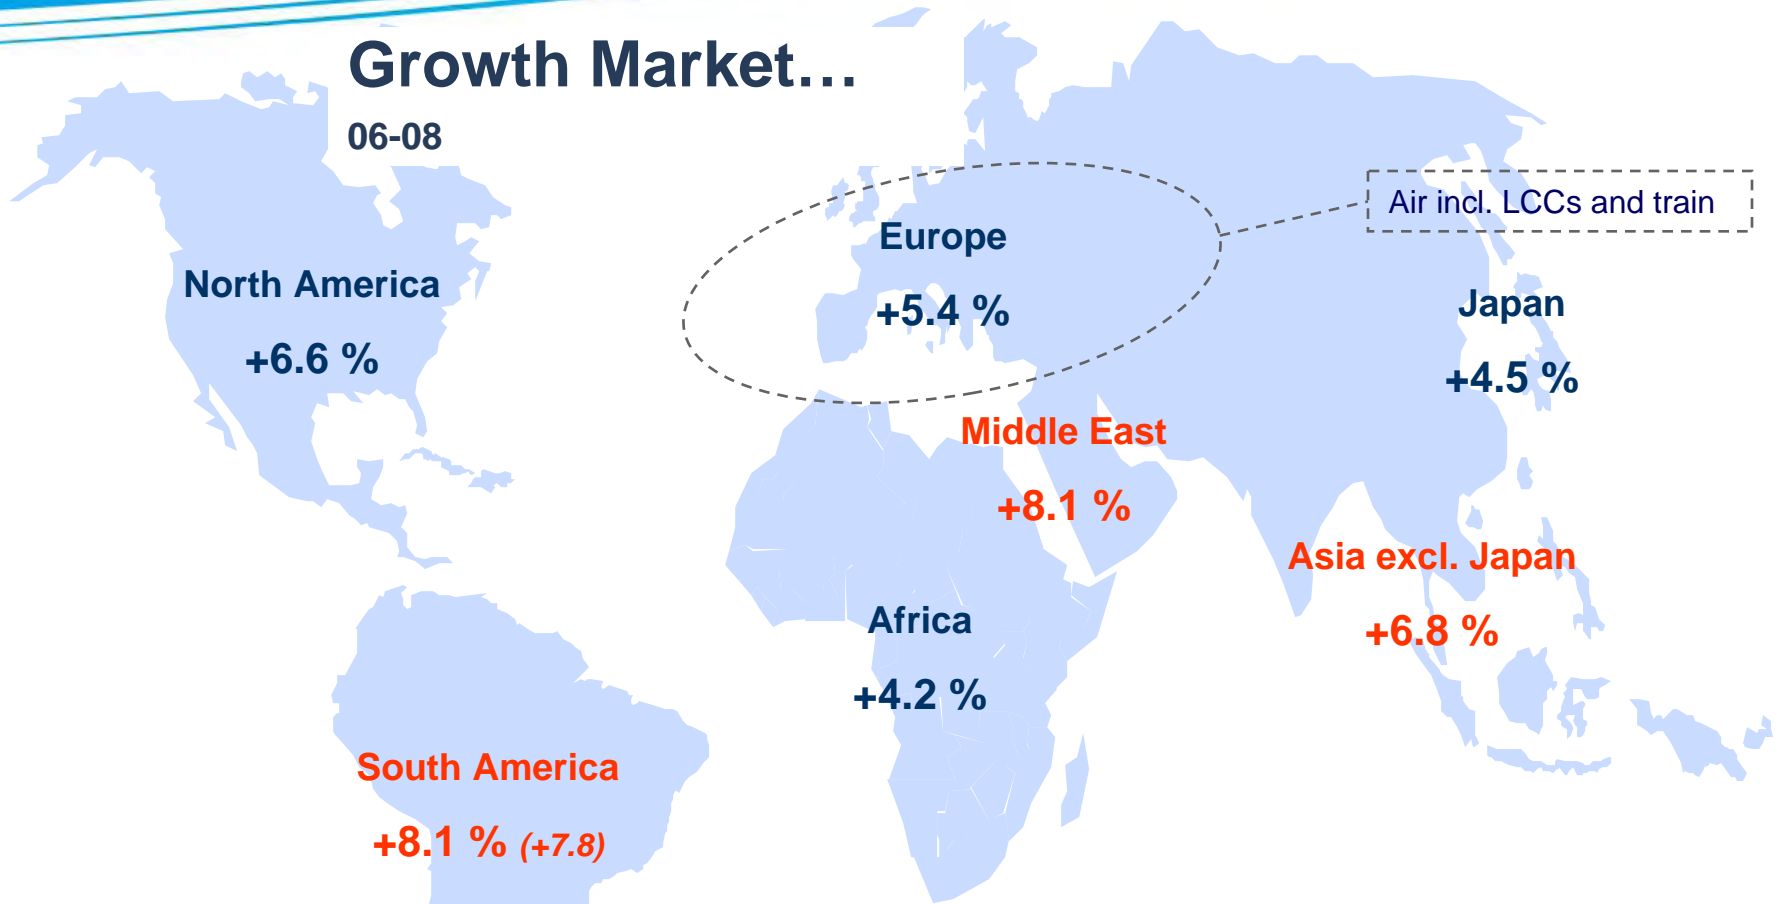 Growth Market…
06-08
Air incl. LCCs and train
Europe
+5.4 %
North America
+6.6 %
Japan
+4.5 %
Middle East
+8.1 %
Asia excl. Japan
+6.8 %
Africa
+4.2 %
South America
+8.1 % (+7.8)